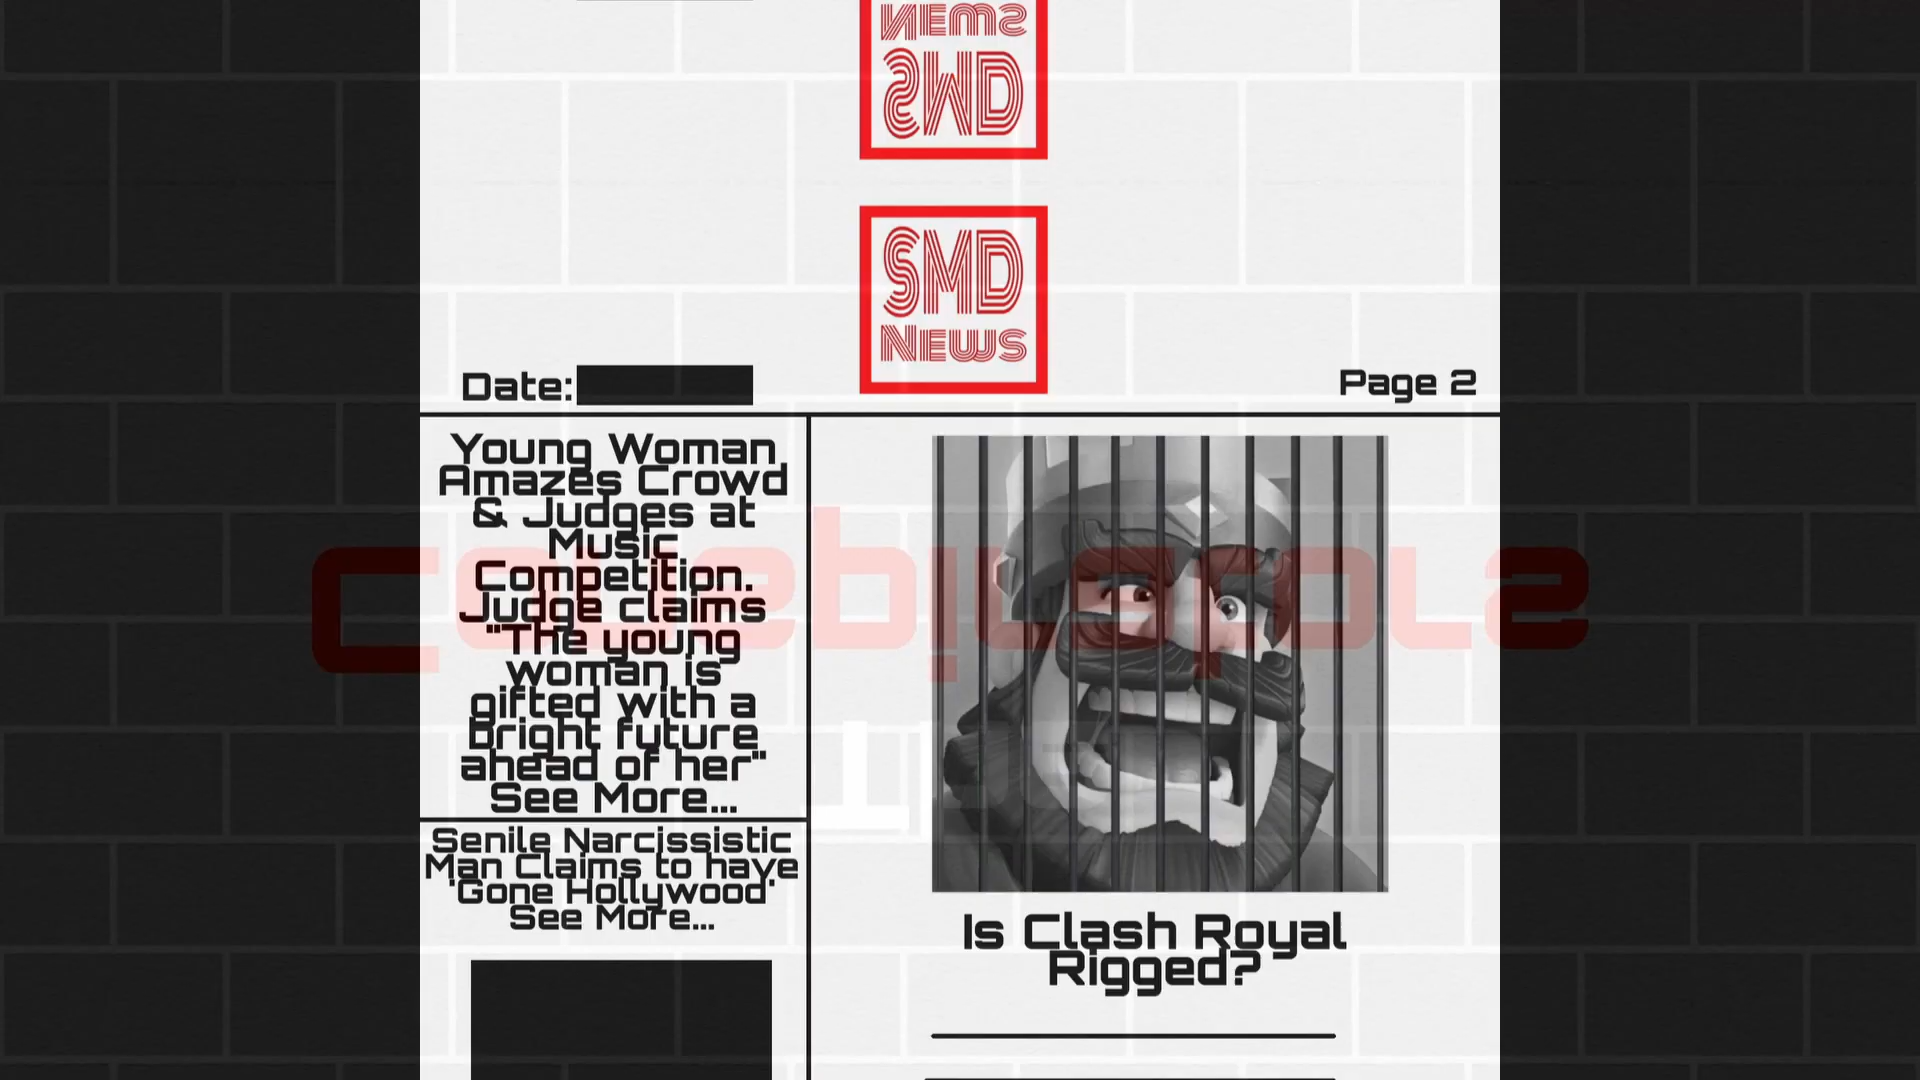 SMD
News
Date:
Page 2
Young Woman
Amazes Crowd
& Judges at
Music
Competition.
Judge claims
"The young
woman is
gifted with a
bright future
ahead of her"
See More...
Senile Narcissistic
Man Claims to have
'Gone Hollywood'
See More...
Is Clash Royal
Rigged?